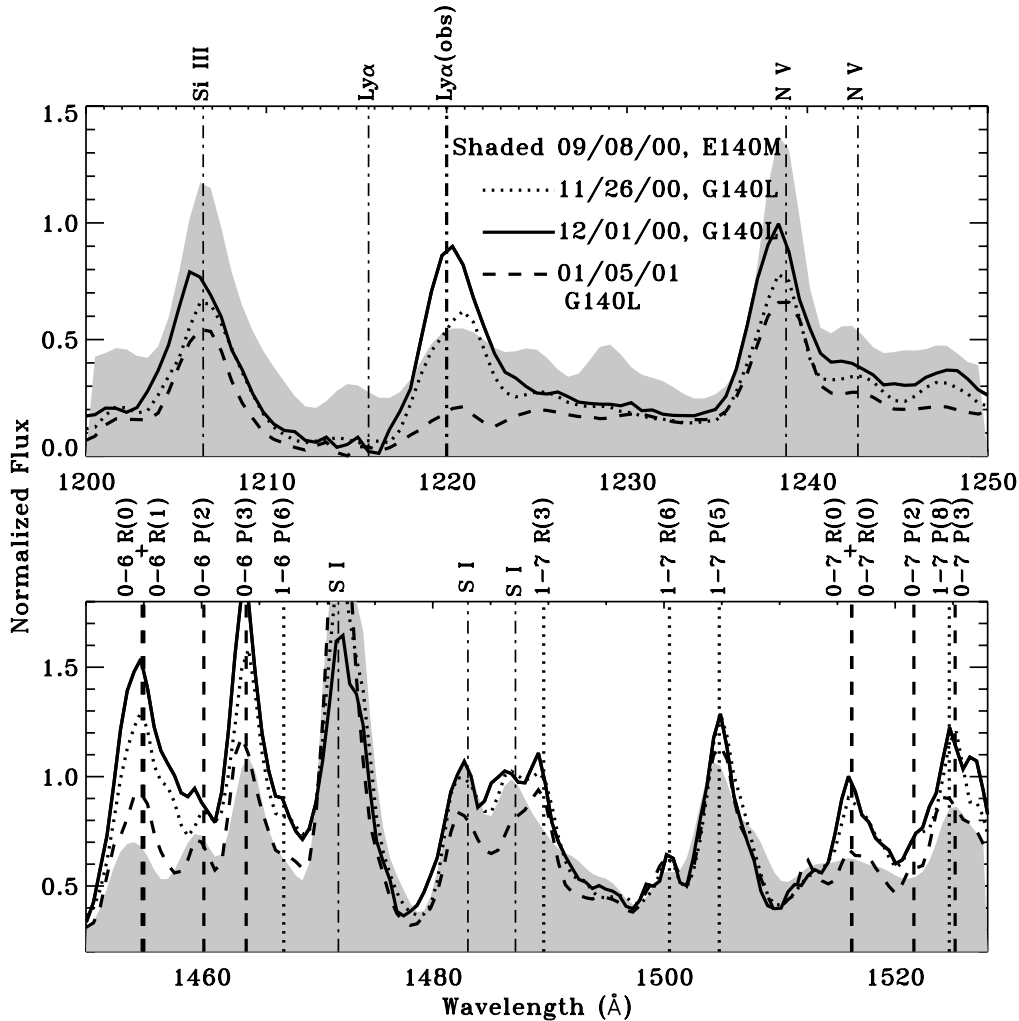 Si III
Lyα
Lyα(obs)
N V
N V
1.5
Shaded 09/08/00, E140M
11/26/00, G140L
1.0
12/01/00, G140L
01/05/01
G140L
0.5
0.0
1200
1210
1220
1230
1240
1250
Normalized Flux
0-6 R(0)
+
0-6 R(1)
0-6 P(2)
0-6 P(3)
1-6 P(6)
S I
S I
S I
1-7 R(3)
1-7 R(6)
1-7 P(5)
0-7 R(0)
+
0-7 R(0)
0-7 P(2)
1-7 P(8)
0-7 P(3)
1.5
1.0
0.5
1460
1480
1500
1520
Wavelength (Å)